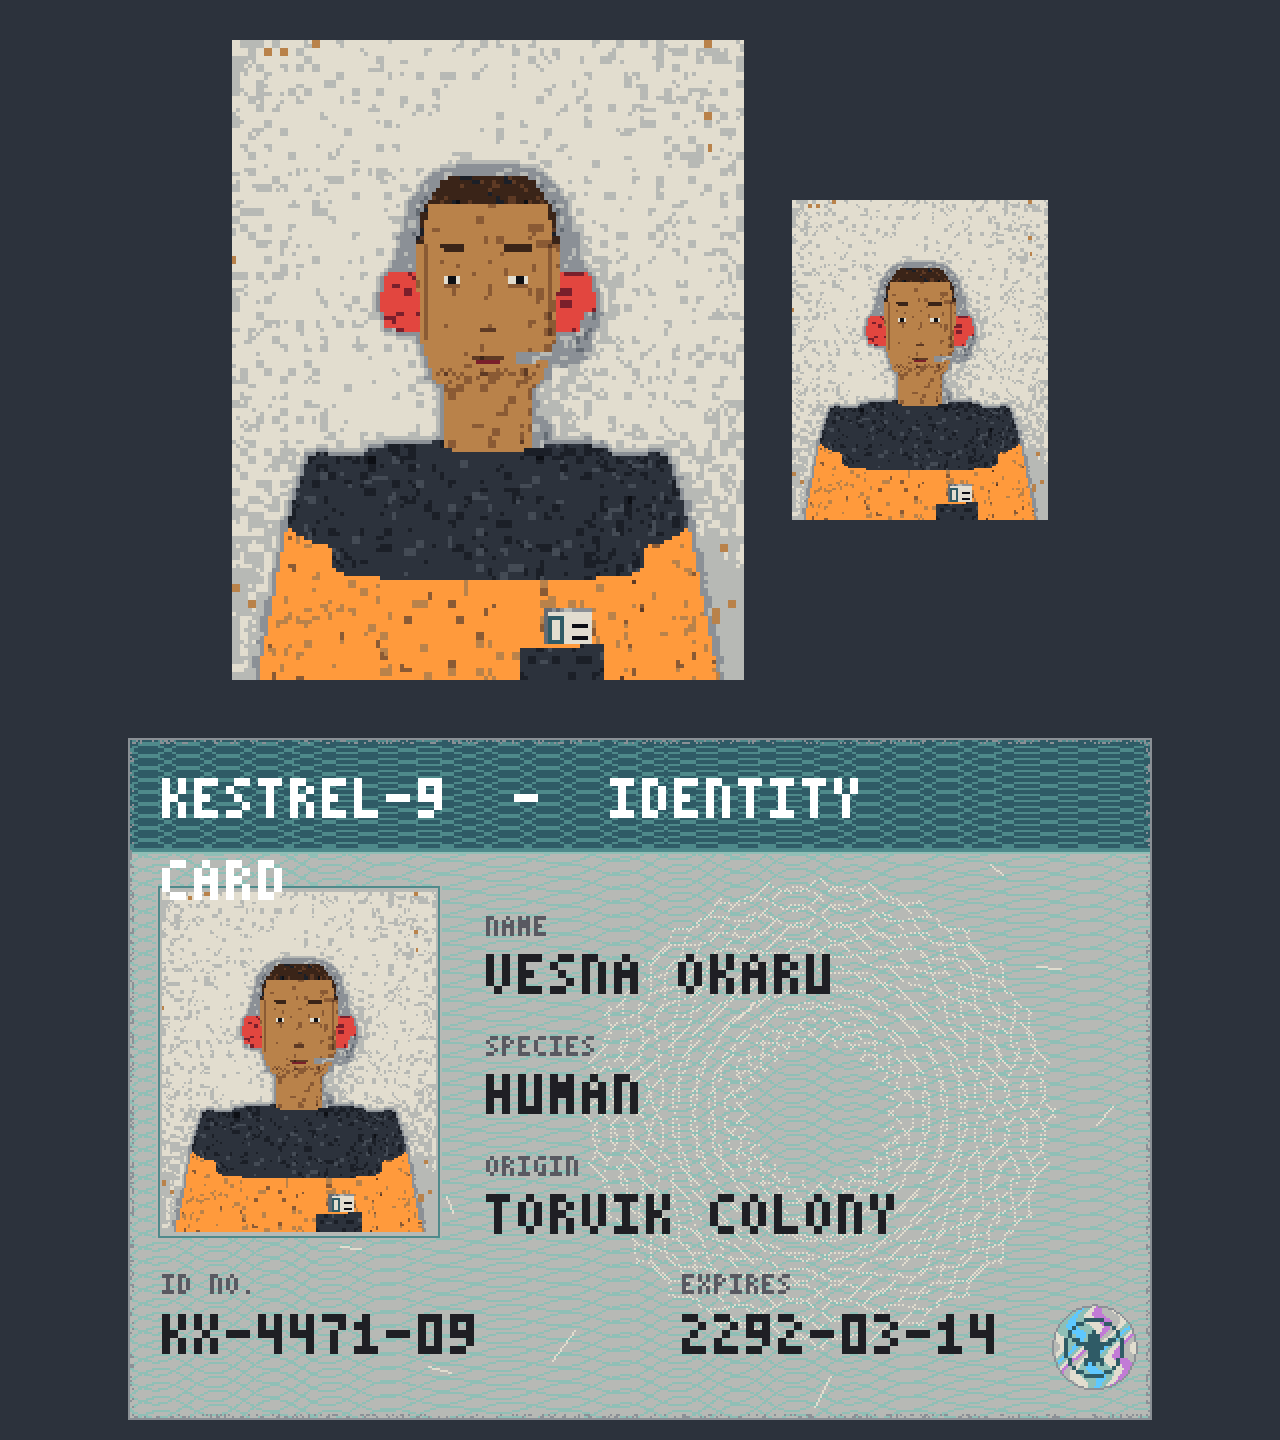 KESTREL-9 - IDENTITY
CARD
NAME
VESNA OKARU
SPECIES
HUMAN
ORIGIN
TORVIK COLONY
ID NO.
KX-4471-09
EXPIRES
2292-03-14